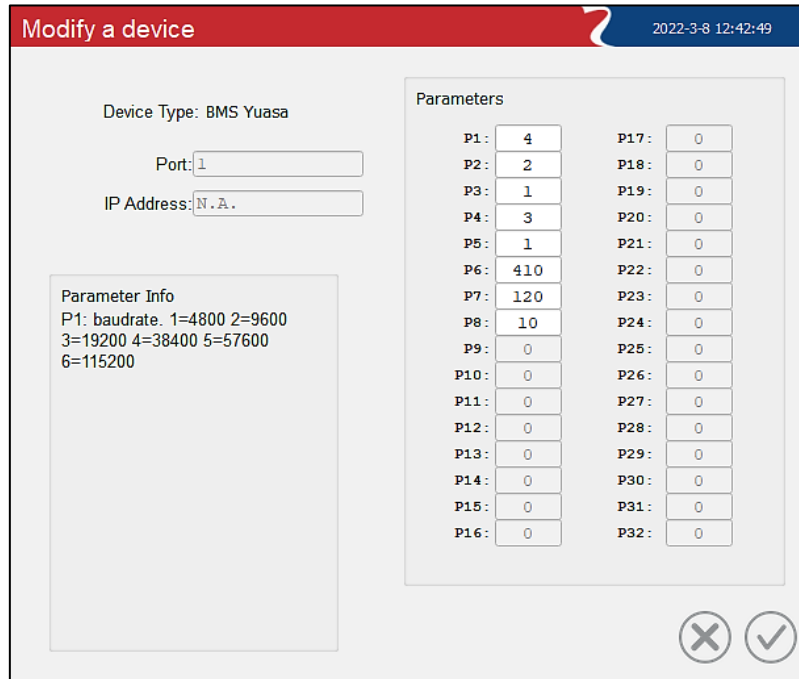 Modify a device
2022-3-8 12:42:49
Device Type: BMS Yuasa
Port: 1
IP Address: N.A.
Parameter Info
P1: baudrate. 1=4800 2=9600
3=19200 4=38400 5=57600
6=115200
Parameters
P1: 4 P17: 0
P2: 2 P18: 0
P3: 1 P19: 0
P4: 3 P20: 0
P5: 1 P21: 0
P6: 410 P22: 0
P7: 120 P23: 0
P8: 10 P24: 0
P9: 0 P25: 0
P10: 0 P26: 0
P11: 0 P27: 0
P12: 0 P28: 0
P13: 0 P29: 0
P14: 0 P30: 0
P15: 0 P31: 0
P16: 0 P32: 0